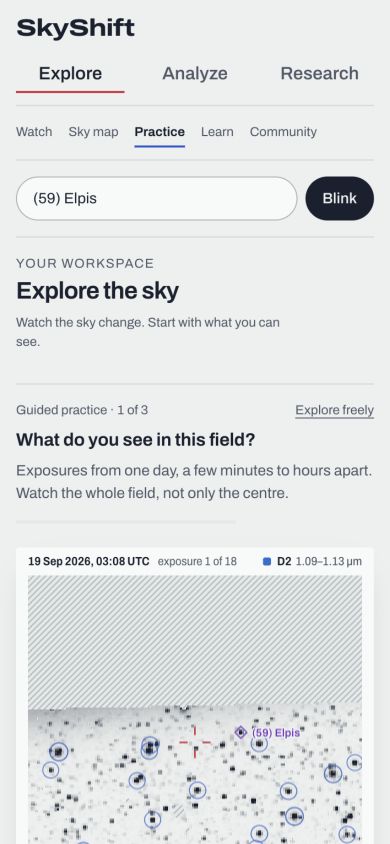 SkyShift
Explore Analyze Research
Watch Sky map Practice Learn Community
(59) Elpis Blink
YOUR WORKSPACE
Explore the sky
Watch the sky change. Start with what you can
see.
Guided practice · 1 of 3 Explore freely
What do you see in this field?
Exposures from one day, a few minutes to hours apart.
Watch the whole field, not only the centre.
19 Sep 2026, 03:08 UTC exposure 1 of 18 D2 1.09–1.13 µm
(59) Elpis